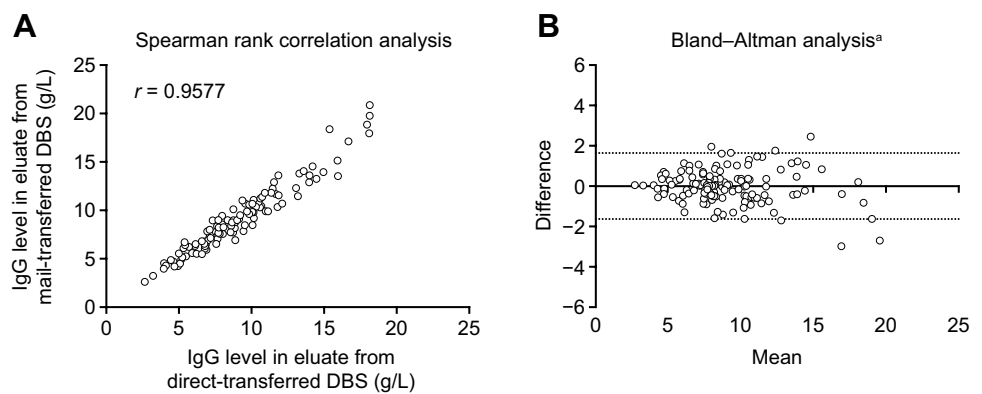 A
Spearman rank correlation analysis
r = 0.9577
IgG level in eluate from
mail-transferred DBS (g/L)
25
20
15
10
5
0
0 5 10 15 20 25
IgG level in eluate from
direct-transferred DBS (g/L)
B
Bland–Altman analysisᵃ
Difference
6
4
2
0
−2
−4
−6
0 5 10 15 20 25
Mean